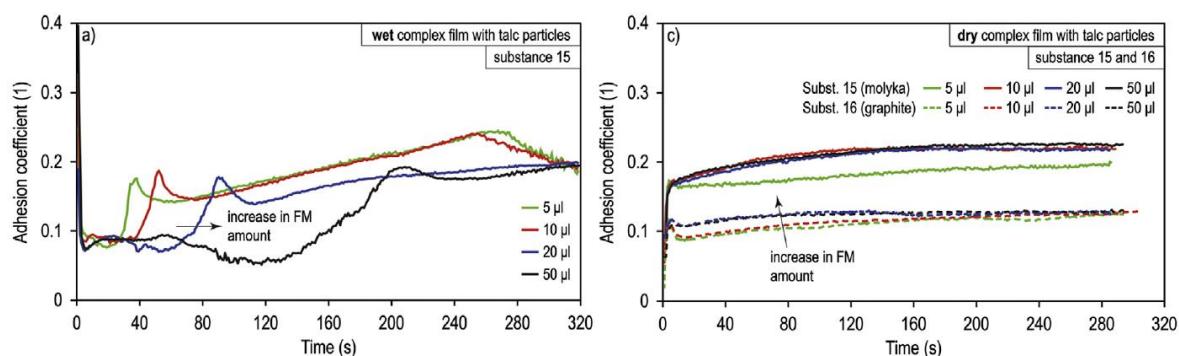 a)
wet complex film with talc particles
substance 15
Adhesion coefficient (1)
0.4
0.3
0.2
0.1
0
increase in FM
amount
5 µl
10 µl
20 µl
50 µl
0 40 80 120 160 200 240 280 320
Time (s)
c)
dry complex film with talc particles
substance 15 and 16
Subst. 15 (molyka) 5 µl 10 µl 20 µl 50 µl
Subst. 16 (graphite) 5 µl 10 µl 20 µl 50 µl
Adhesion coefficient (1)
0.4
0.3
0.2
0.1
0
increase in FM
amount
0 40 80 120 160 200 240 280 320
Time (s)